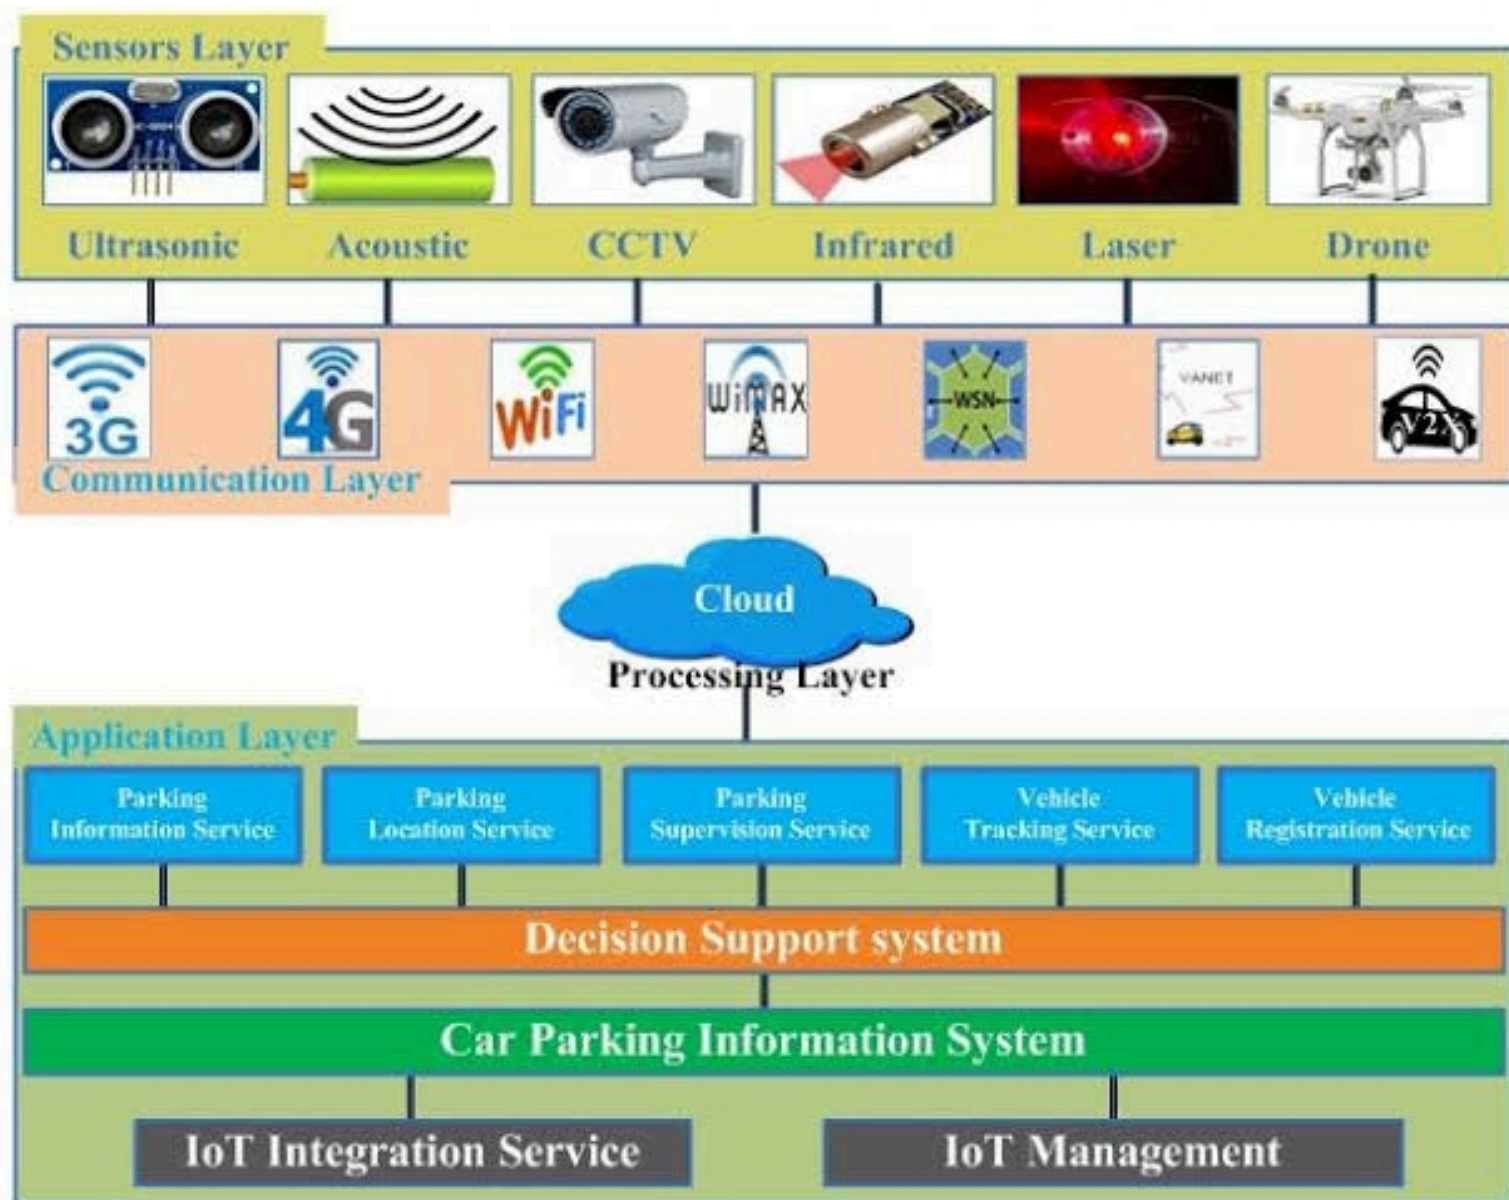 Sensors Layer
Ultrasonic
Acoustic
CCTV
Infrared
Laser
Drone
3G
4G
WiFi
WiMAX
WSN
VANET
V2X
Communication Layer
Cloud
Processing Layer
Application Layer
Parking
Information Service
Parking
Location Service
Parking
Supervision Service
Vehicle
Tracking Service
Vehicle
Registration Service
Decision Support system
Car Parking Information System
IoT Integration Service
IoT Management